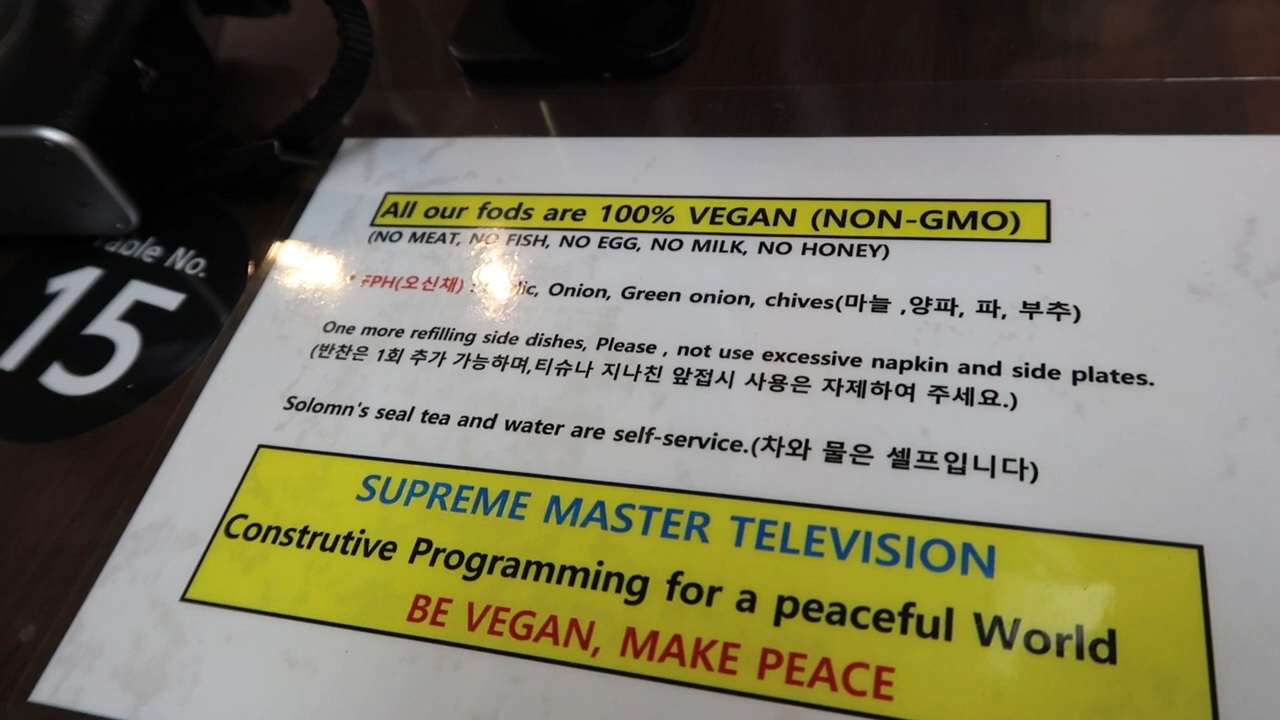 All our fods are 100% VEGAN (NON-GMO)
(NO MEAT, NO FISH, NO EGG, NO MILK, NO HONEY)
FPH(오신채) : Onion, Green onion, chives(마늘 ,양파, 파, 부추)
One more refilling side dishes, Please , not use excessive napkin and side plates.
(반찬은 1회 추가 가능하며,티슈나 지나친 앞접시 사용은 자제하여 주세요.)
Solomn's seal tea and water are self-service.(차와 물은 셀프입니다)
SUPREME MASTER TELEVISION
Construtive Programming for a peaceful World
BE VEGAN, MAKE PEACE
Table No.
15